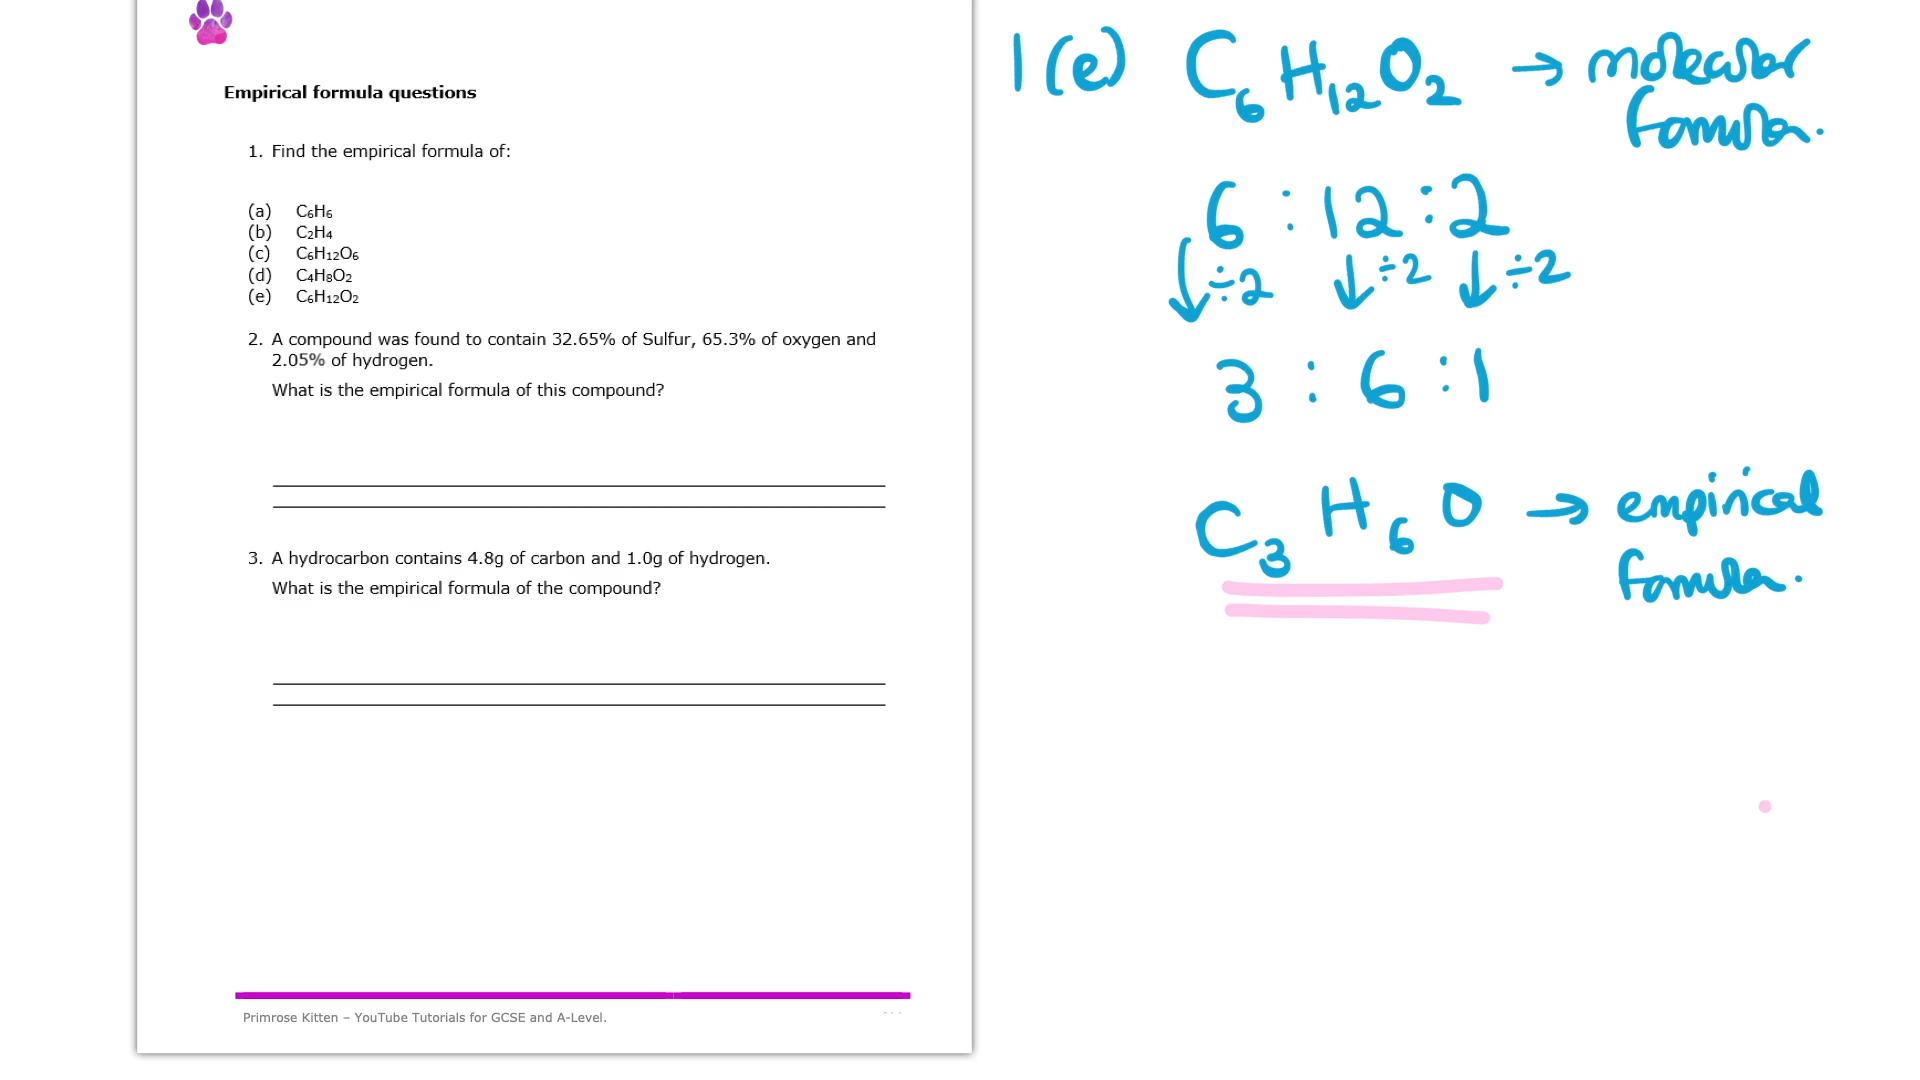 Empirical formula questions
1. Find the empirical formula of:
(a) C₆H₆
(b) C₂H₄
(c) C₆H₁₂O₆
(d) C₄H₈O₂
(e) C₆H₁₂O₂
2. A compound was found to contain 32.65% of Sulfur, 65.3% of oxygen and
2.05% of hydrogen.
What is the empirical formula of this compound?
3. A hydrocarbon contains 4.8g of carbon and 1.0g of hydrogen.
What is the empirical formula of the compound?
Primrose Kitten – YouTube Tutorials for GCSE and A-Level.
1(e) C₆H₁₂O₂ → molecular
formula.
6 : 12 : 2
↓÷2 ↓÷2 ↓÷2
3 : 6 : 1
C₃H₆O → empirical
formula.